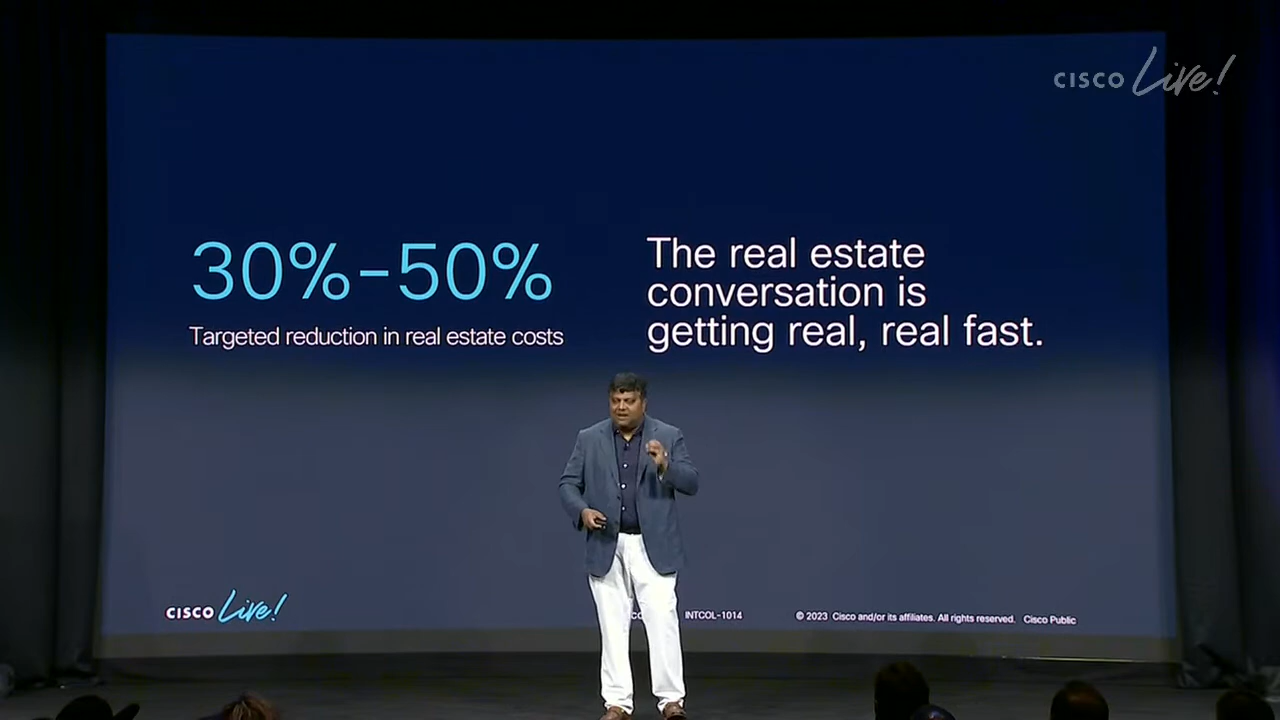 CISCO Live!
30%-50%
Targeted reduction in real estate costs
The real estate
conversation is
getting real, real fast.
CISCO Live!
INTCOL-1014
© 2023 Cisco and/or its affiliates. All rights reserved. Cisco Public